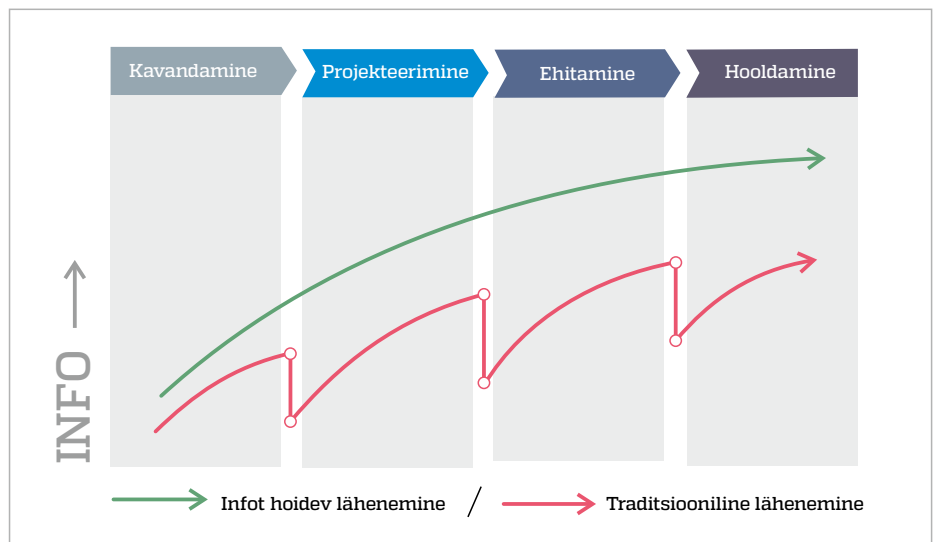 Kavandamine
Projekteerimine
Ehitamine
Hooldamine
INFO
Infot hoidev lähenemine / Traditsiooniline lähenemine